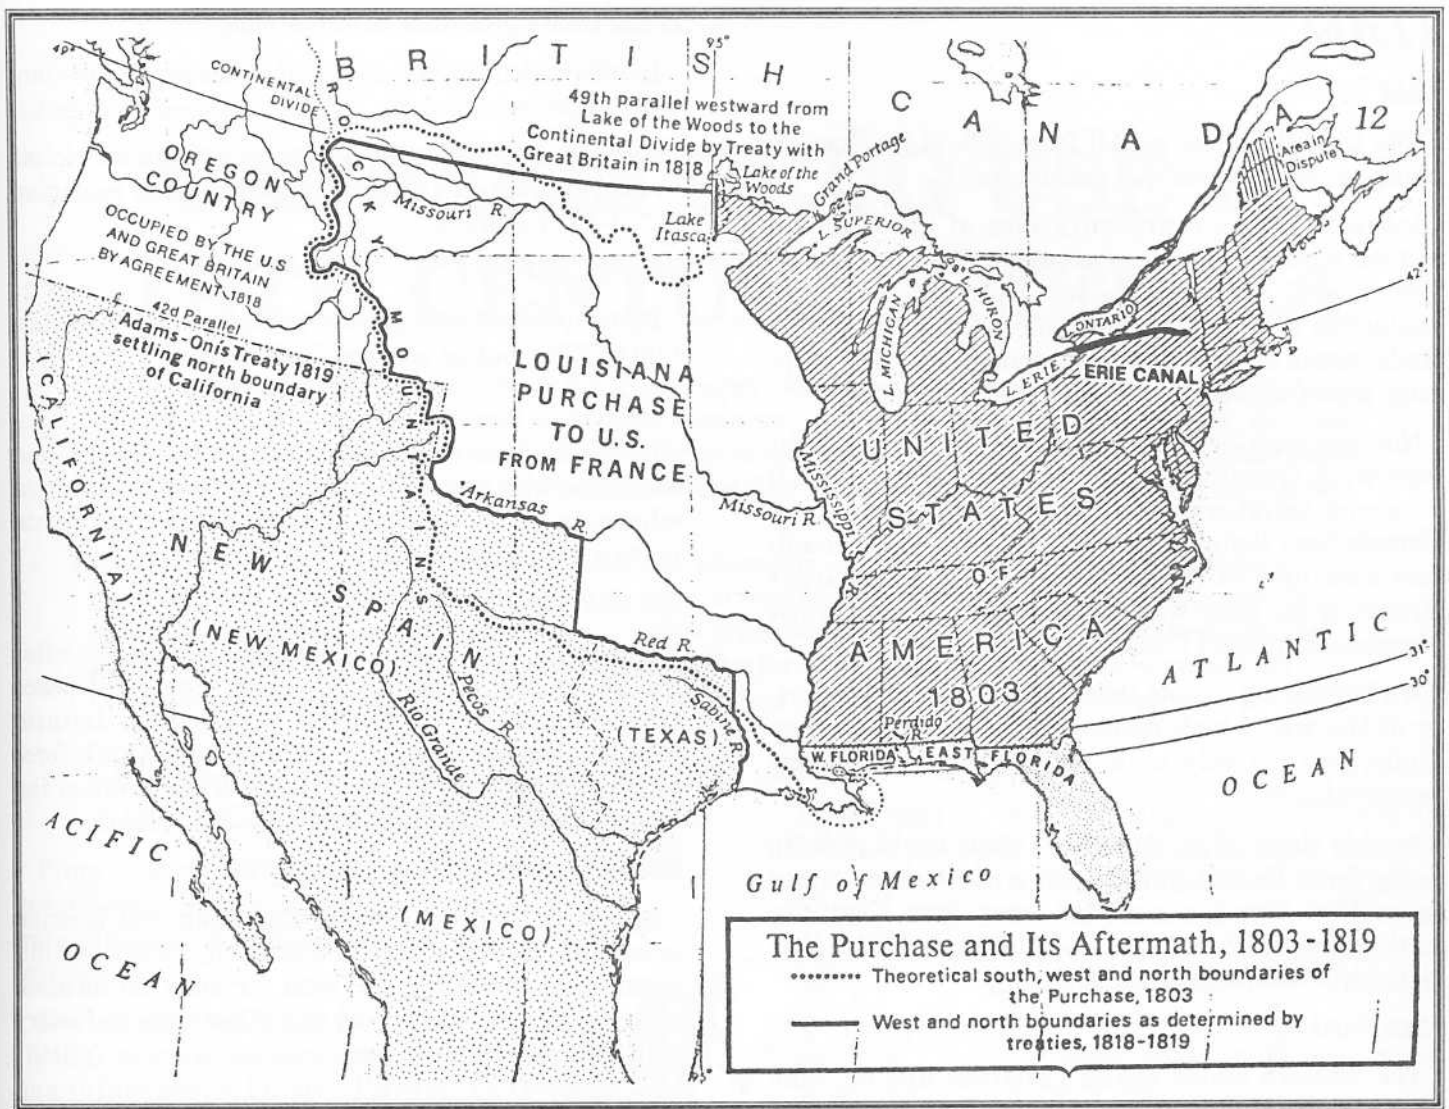 95°
49°
BRITISH
CANADA
12
CONTINENTAL
DIVIDE
49th parallel westward from
Lake of the Woods to the
Continental Divide by Treaty with
Great Britain in 1818
Area in
Dispute
Grand Portage
Lake of the
Woods
OREGON
COUNTRY
ROCKY MOUNTAINS
Missouri R.
Lake
Itasca
L. SUPERIOR
OCCUPIED BY THE U.S
AND GREAT BRITAIN
BY AGREEMENT, 1818
42°
L. MICHIGAN
HURON
L. ONTARIO
42d Parallel
Adams-Onis Treaty 1819
settling north boundary
of California
L. ERIE
ERIE CANAL
LOUISIANA
PURCHASE
TO U.S.
FROM FRANCE
(CALIFORNIA)
UNITED
STATES
OF
AMERICA
1803
Mississippi
R.
Arkansas R.
Missouri R.
NEW SPAIN
(NEW MEXICO)
Red R.
ATLANTIC
OCEAN
31°
30°
Pecos R.
Rio Grande
Sabine R.
(TEXAS)
Perdido
R.
W. FLORIDA
EAST FLORIDA
ACIFIC
OCEAN
Gulf of Mexico
(MEXICO)
95°
The Purchase and Its Aftermath, 1803-1819
Theoretical south, west and north boundaries of
the Purchase, 1803
West and north boundaries as determined by
treaties, 1818-1819